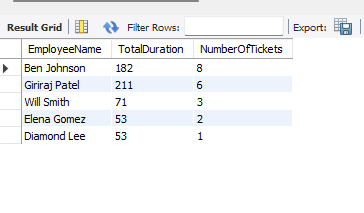 Result Grid Filter Rows: Export:
EmployeeName TotalDuration NumberOfTickets
Ben Johnson 182 8
Giriraj Patel 211 6
Will Smith 71 3
Elena Gomez 53 2
Diamond Lee 53 1